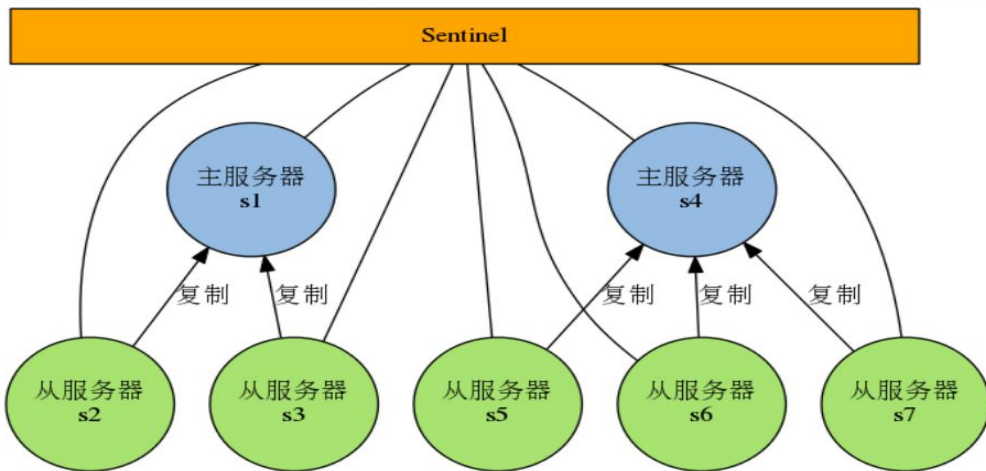 Sentinel
主服务器
s1
主服务器
s4
复制
复制
复制
复制
复制
从服务器
s2
从服务器
s3
从服务器
s5
从服务器
s6
从服务器
s7